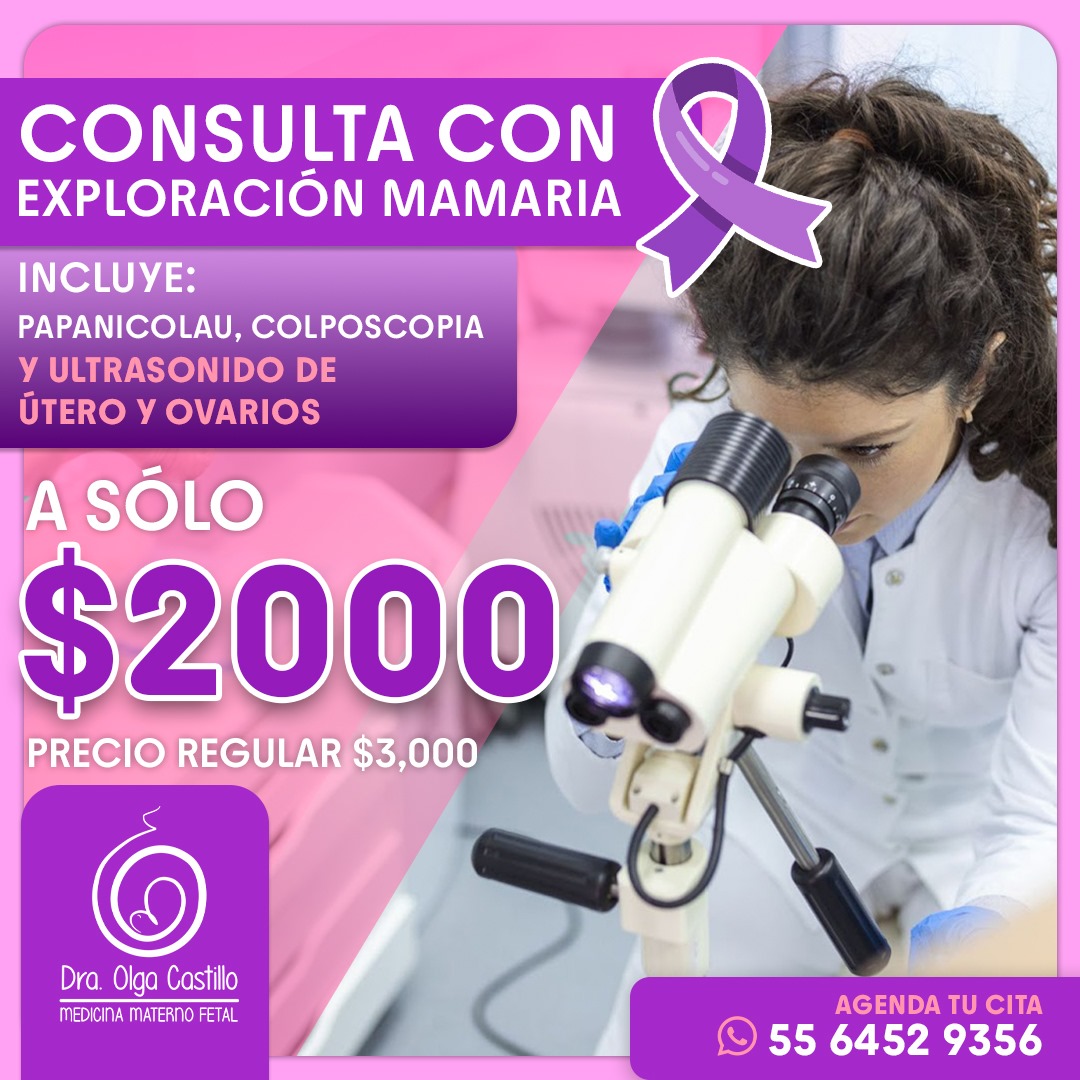 CONSULTA CON
EXPLORACIÓN MAMARIA
INCLUYE:
PAPANICOLAU, COLPOSCOPIA
Y ULTRASONIDO DE
ÚTERO Y OVARIOS
A SÓLO
$2000
PRECIO REGULAR $3,000
Dra. Olga Castillo
MEDICINA MATERNO FETAL
AGENDA TU CITA
55 6452 9356